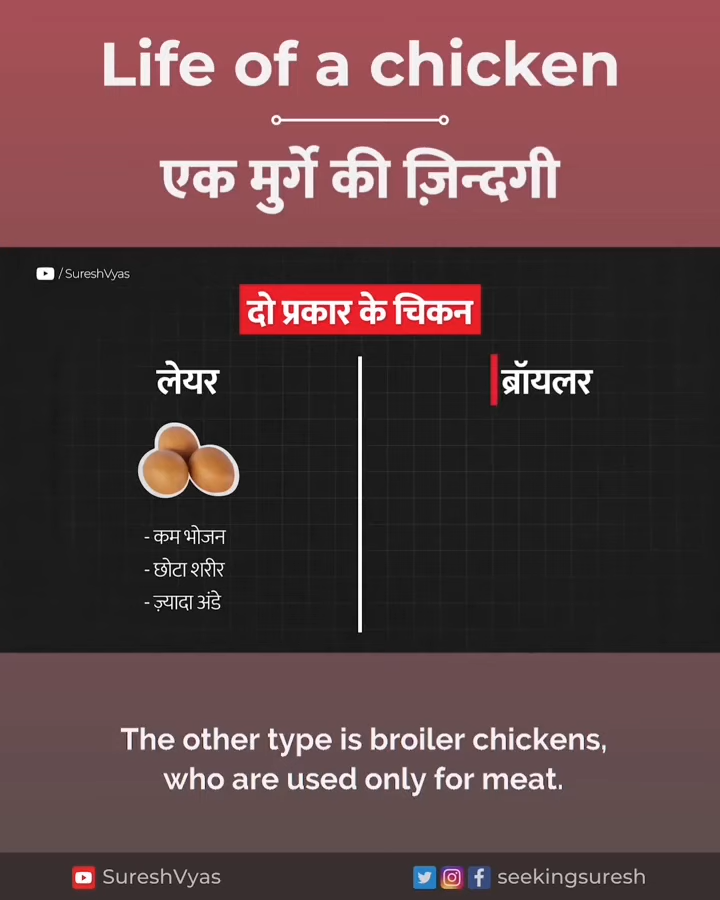 Life of a chicken
एक मुर्गे की ज़िन्दगी
/SureshVyas
दो प्रकार के चिकन
लेयर
ब्रॉयलर
- कम भोजन
- छोटा शरीर
- ज़्यादा अंडे
The other type is broiler chickens,
who are used only for meat.
SureshVyas
seekingsuresh